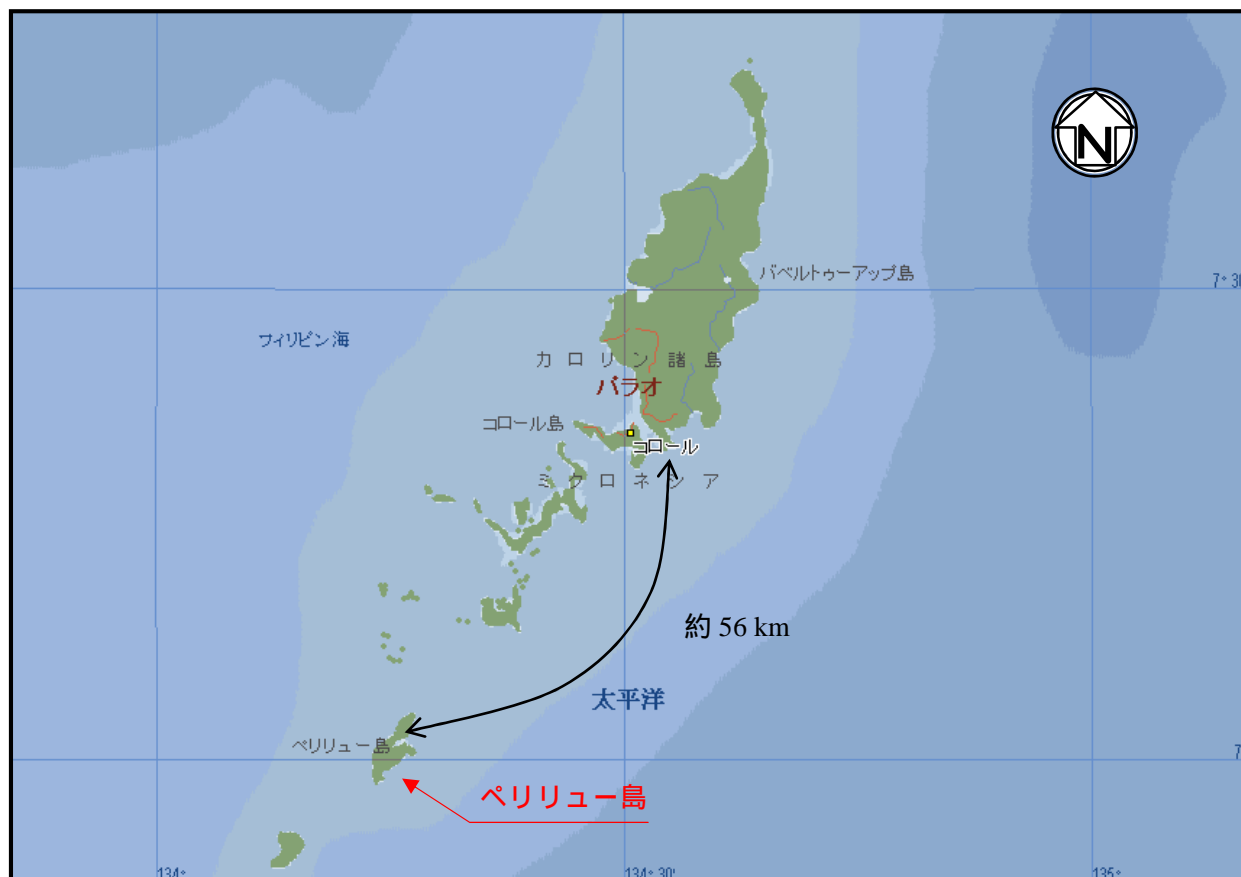 N
バベルトゥーアップ島
7° 30
フィリピン海
カロリン諸島
パラオ
コロール島
コロール
ミクロネシア
約 56 km
太平洋
ペリリュー島
7
ペリリュー島
134°
134° 30'
135°